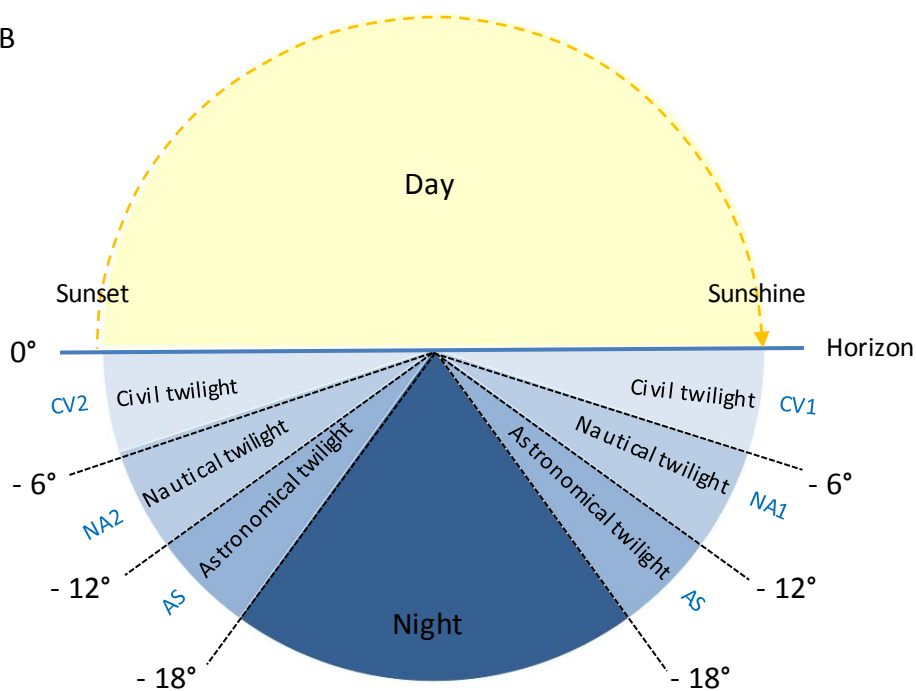 B
Day
Sunset
Sunshine
0°
Horizon
Civil twilight
Civil twilight
CV2
CV1
Nautical twilight
Nautical twilight
- 6°
- 6°
Astronomical twilight
Astronomical twilight
NA2
NA1
- 12°
- 12°
AS
AS
Night
- 18°
- 18°